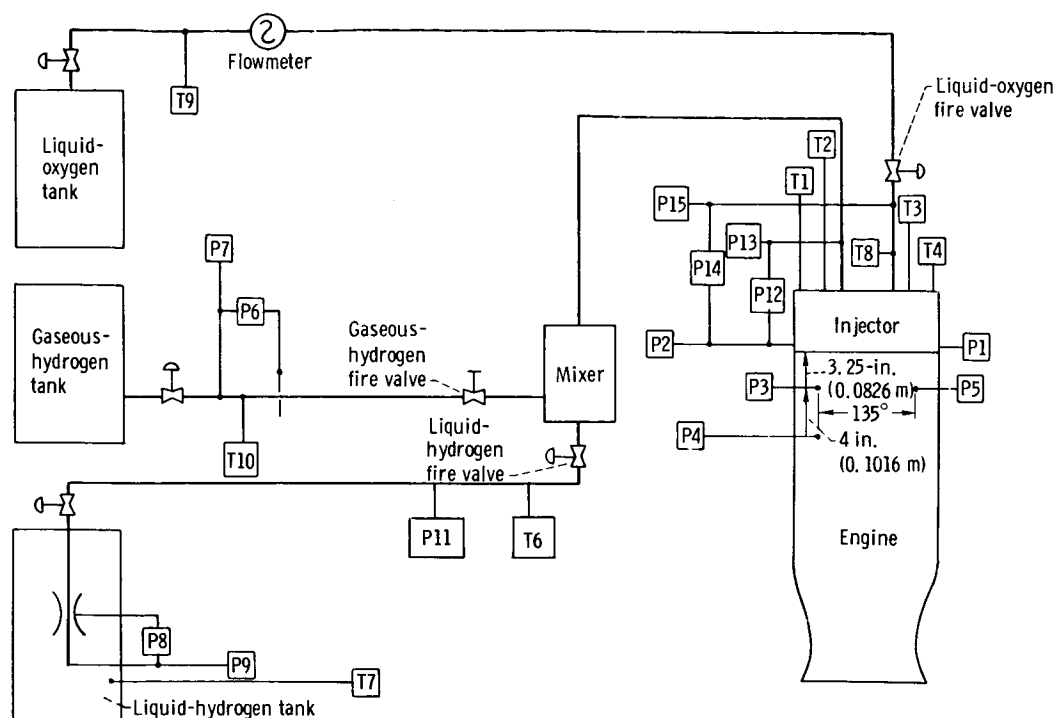 Flowmeter
T9
Liquid-oxygen
fire valve
Liquid-
oxygen
tank
T2
T1
P15
T3
P13
P7
T8
T4
P14
P6
P12
Gaseous-
hydrogen
tank
Gaseous-
hydrogen
fire valve
Injector
P2
P1
Mixer
3.25-in.
(0.0826 m)
P3
P5
135°
Liquid-
hydrogen
fire valve
P4
4 in.
(0.1016 m)
T10
P11
T6
Engine
P8
P9
T7
Liquid-hydrogen tank